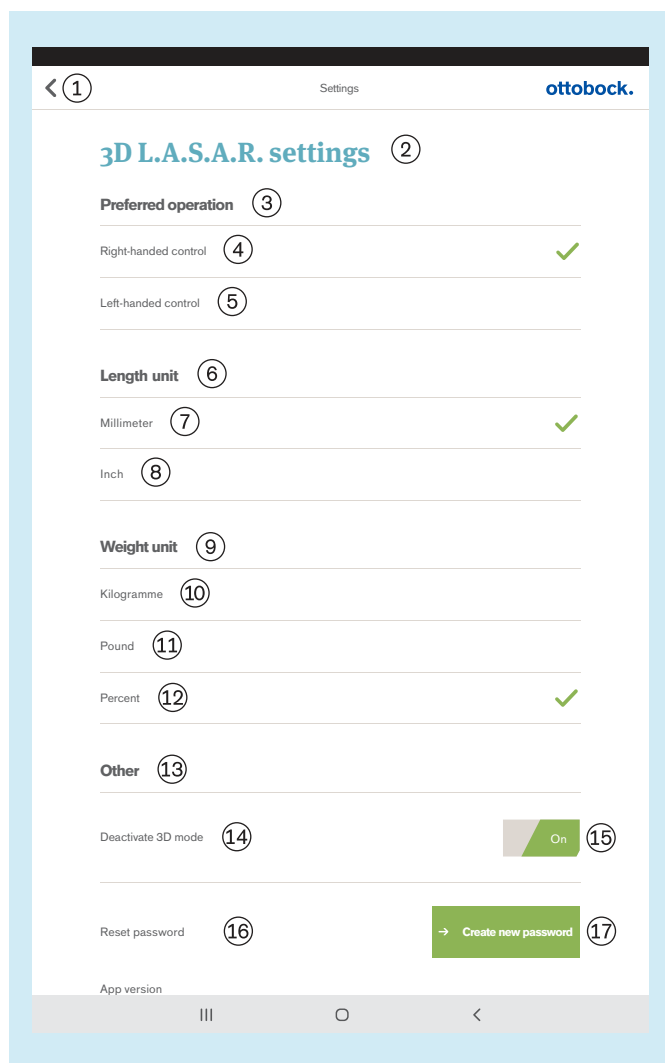 1 Settings ottobock.
3D L.A.S.A.R. settings 2
Preferred operation 3
Right-handed control 4
Left-handed control 5
Length unit 6
Millimeter 7
Inch 8
Weight unit 9
Kilogramme 10
Pound 11
Percent 12
Other 13
Deactivate 3D mode 14 On 15
Reset password 16 → Create new password 17
App version